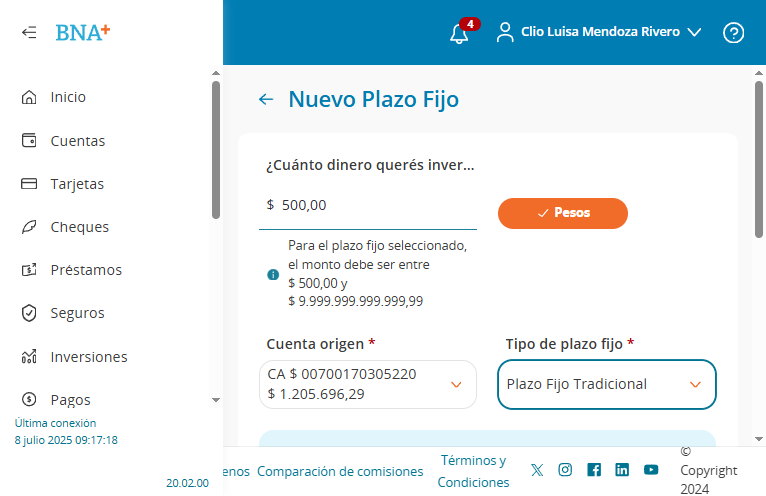 BNA+
4
Clio Luisa Mendoza Rivero
Inicio
Cuentas
Tarjetas
Cheques
Préstamos
Seguros
Inversiones
Pagos
Última conexión
8 julio 2025 09:17:18
20.02.00
Nuevo Plazo Fijo
¿Cuánto dinero querés inver...
$ 500,00
Pesos
Para el plazo fijo seleccionado,
el monto debe ser entre
$ 500,00 y
$ 9.999.999.999.999,99
Cuenta origen *
Tipo de plazo fijo *
CA $ 00700170305220
$ 1.205.696,29
Plazo Fijo Tradicional
enos
Comparación de comisiones
Términos y
Condiciones
©
Copyright
2024